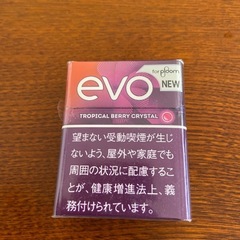 for ploom
NEW
evo
TROPICAL BERRY CRYSTAL
望まない受動喫煙が生じ
ないよう、屋外や家庭でも
周囲の状況に配慮するこ
とが、健康増進法上、義
務付けられています。